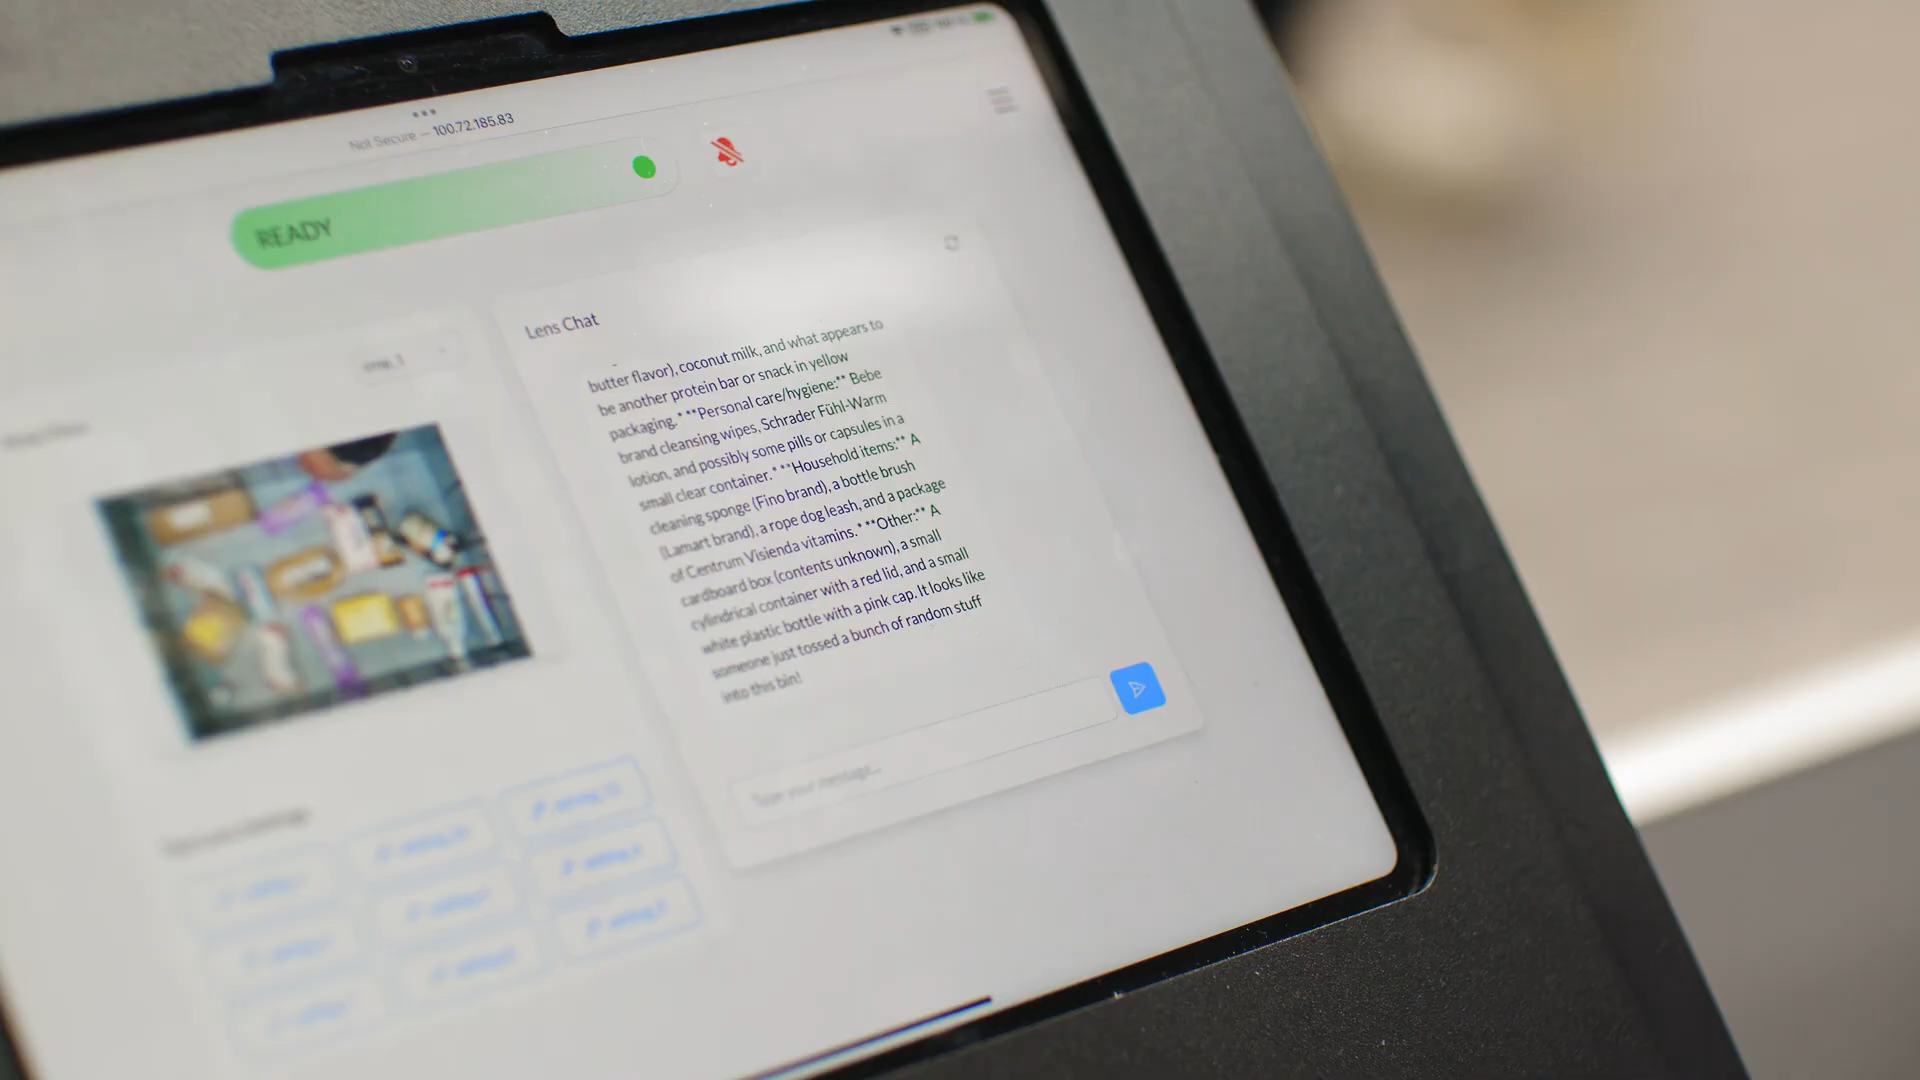 Not Secure — 100.72.185.83
READY
Lens Chat
butter flavor), coconut milk, and what appears to
be another protein bar or snack in yellow
packaging. * **Personal care/hygiene:** Bebe
brand cleansing wipes, Schrader Fühl-Warm
lotion, and possibly some pills or capsules in a
small clear container. * **Household items:** A
cleaning sponge (Fino brand), a bottle brush
(Lamart brand), a rope dog leash, and a package
of Centrum Visienda vitamins. * **Other:** A
cardboard box (contents unknown), a small
cylindrical container with a red lid, and a small
white plastic bottle with a pink cap. It looks like
someone just tossed a bunch of random stuff
into this bin!
Type your message...